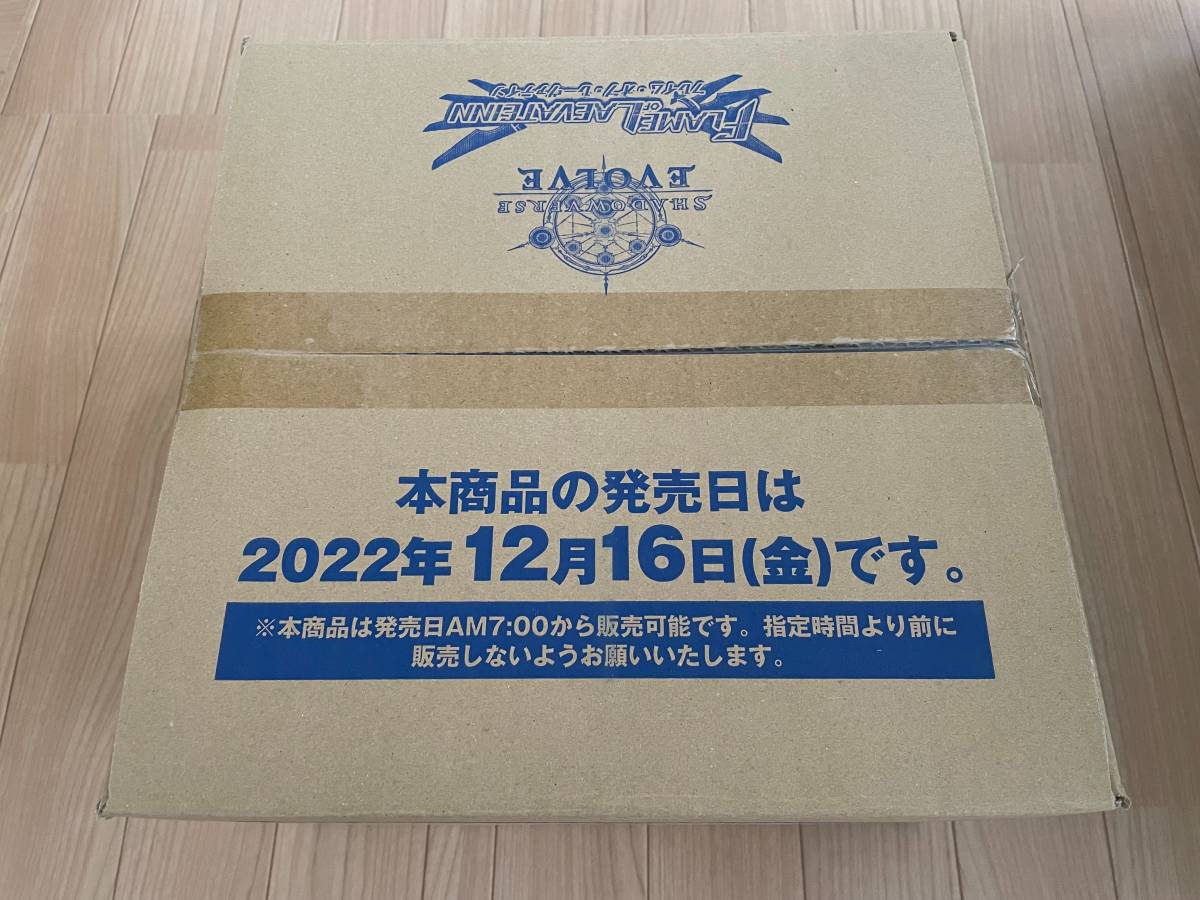 フレイム・オブ・レーヴァテイン
FLAME OF LAEVATEINN
SHADOWVERSE
EVOLVE
本商品の発売日は
2022年12月16日(金)です。
※本商品は発売日AM7:00から販売可能です。指定時間より前に
販売しないようお願いいたします。